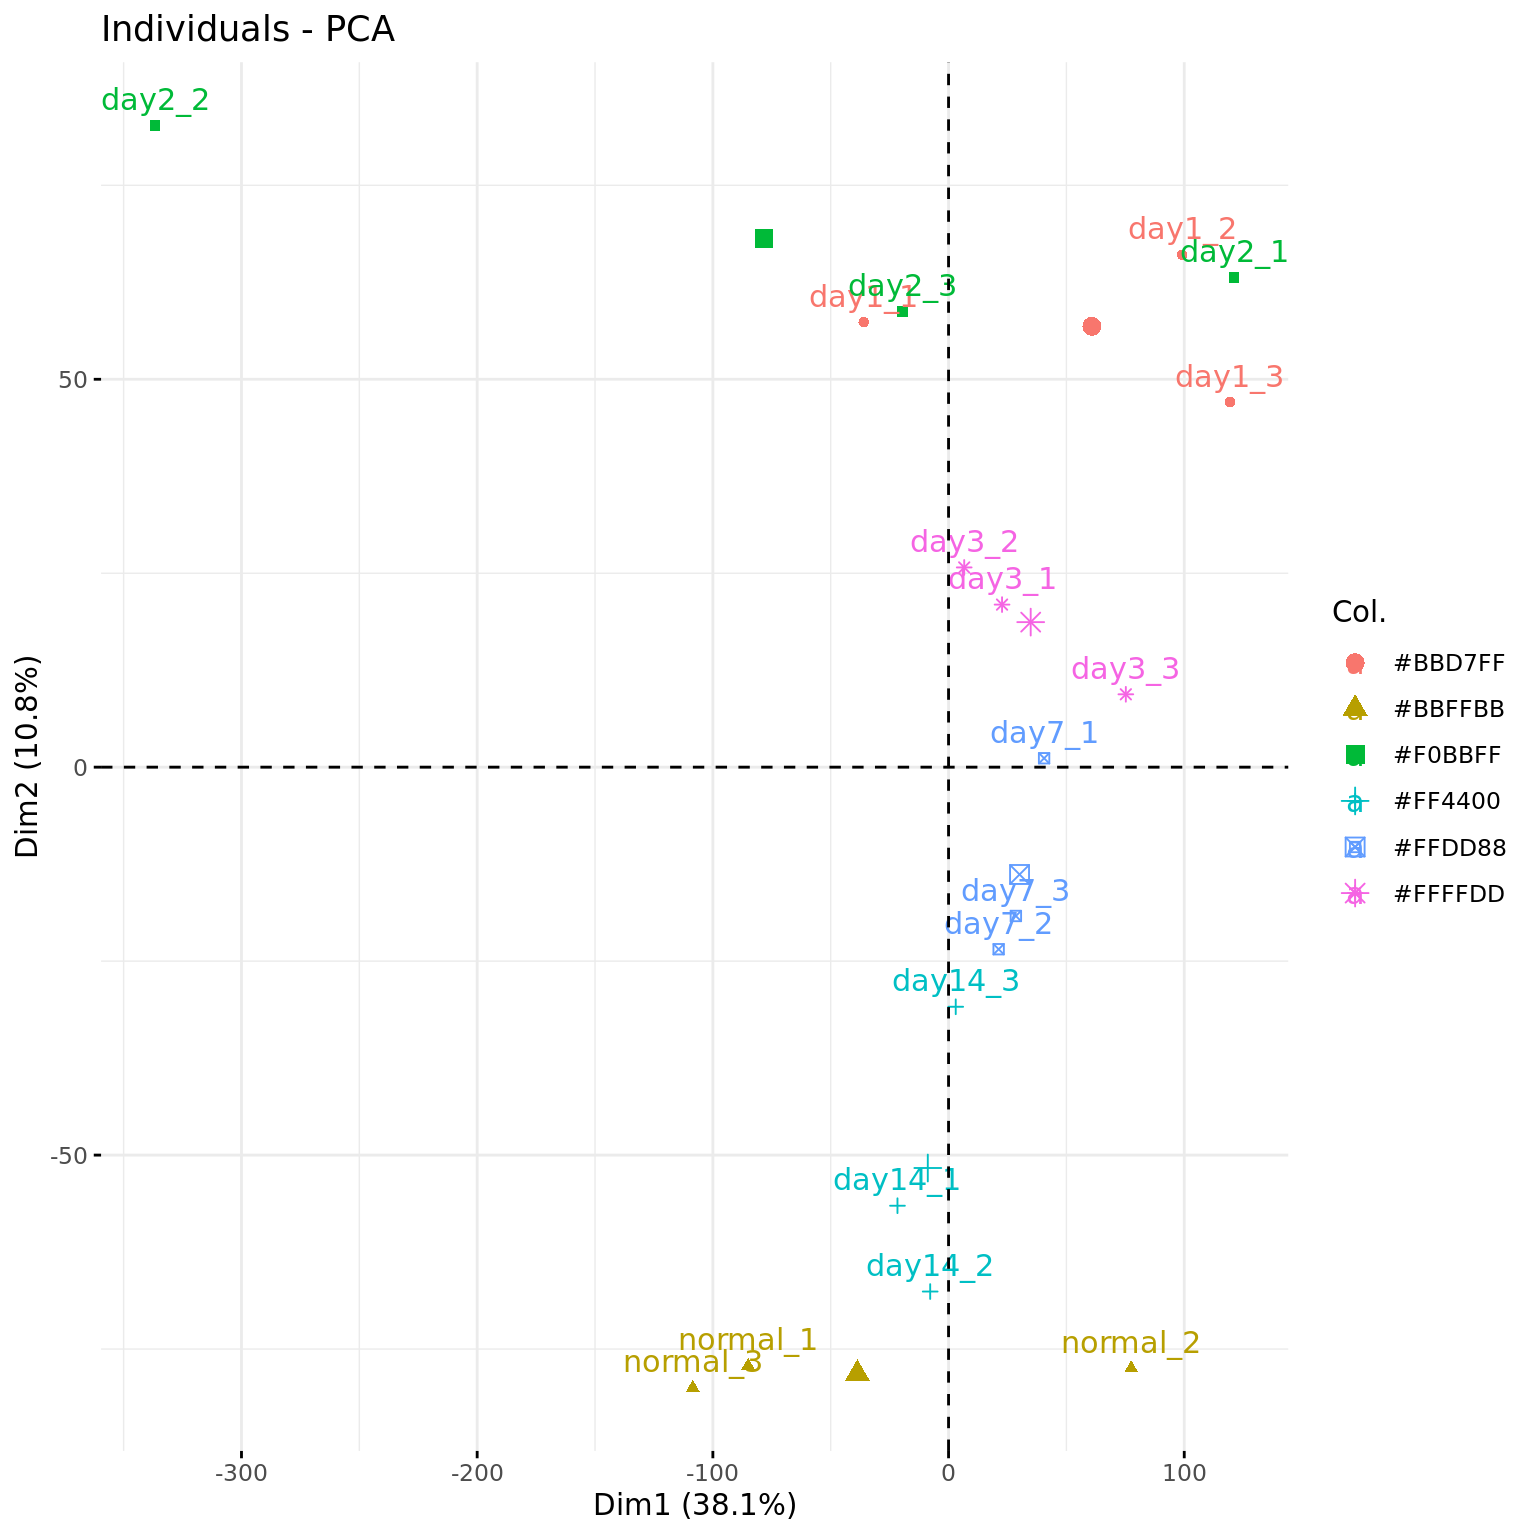 Individuals - PCA
day2_2
day1_2
day2_1
day2_3
day1_1
day1_3
50
day3_2
day3_1
day3_3
day7_1
0
day7_3
day7_2
day14_3
-50
day14_1
day14_2
normal_1
normal_2
normal_3
-300
-200
-100
0
100
Dim1 (38.1%)
Dim2 (10.8%)
Col.
a #BBD7FF
a #BBFFBB
a #F0BBFF
a #FF4400
a #FFDD88
a #FFFFDD